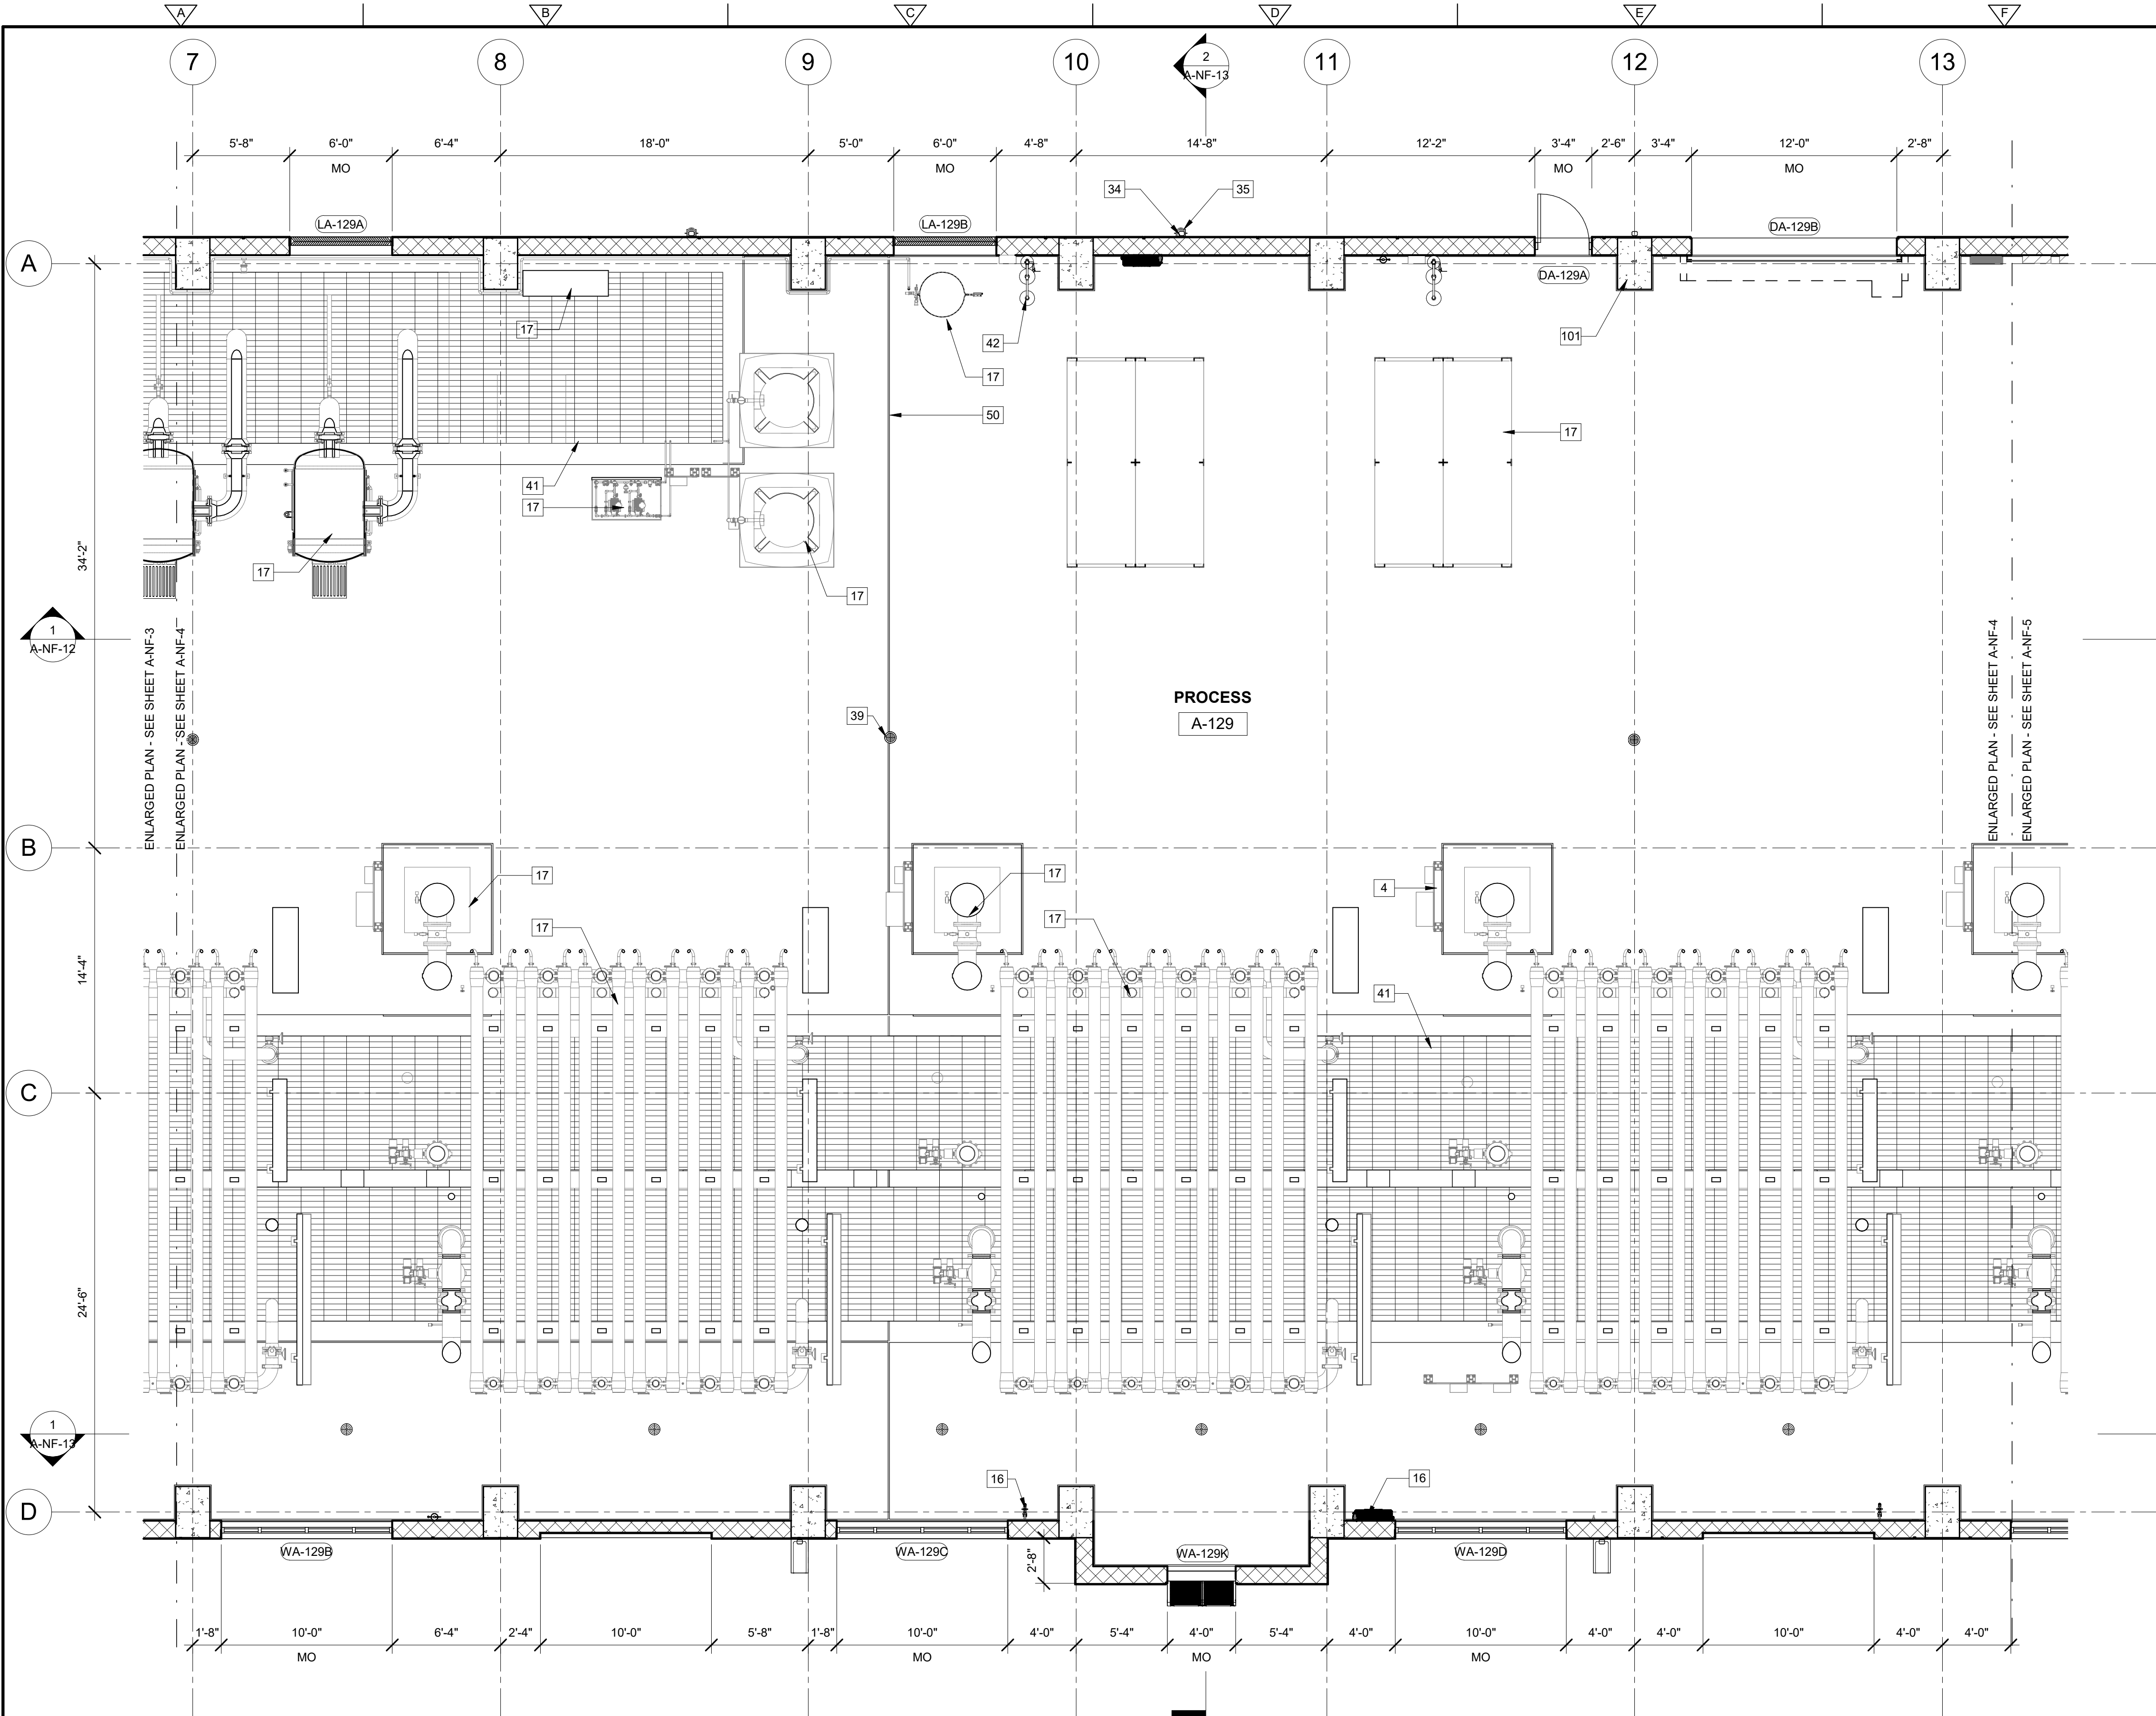 A B C D E F
7 8 9 10 11 12 13
2
A-NF-13
5'-8" 6'-0" 6'-4" 18'-0" 5'-0" 6'-0" 4'-8" 14'-8" 12'-2" 3'-4" 2'-6" 3'-4" 12'-0" 2'-8"
MO MO MO MO
34 35
LA-129A LA-129B DA-129B
A
DA-129A
17
42
101
17
50
17
41
17
34'-2"
17
17
1
A-NF-12
ENLARGED PLAN - SEE SHEET A-NF-3
ENLARGED PLAN - SEE SHEET A-NF-4
ENLARGED PLAN - SEE SHEET A-NF-4
ENLARGED PLAN - SEE SHEET A-NF-5
PROCESS
A-129
39
B
17 17 4
17 17
14'-4"
41
C
24'-6"
1
A-NF-13
16 16
D
WA-129B WA-129C WA-129K WA-129D
2'-8"
1'-8" 10'-0" 6'-4" 2'-4" 10'-0" 5'-8" 1'-8" 10'-0" 4'-0" 5'-4" 4'-0" 5'-4" 4'-0" 10'-0" 4'-0" 4'-0" 10'-0" 4'-0" 4'-0"
MO MO MO MO